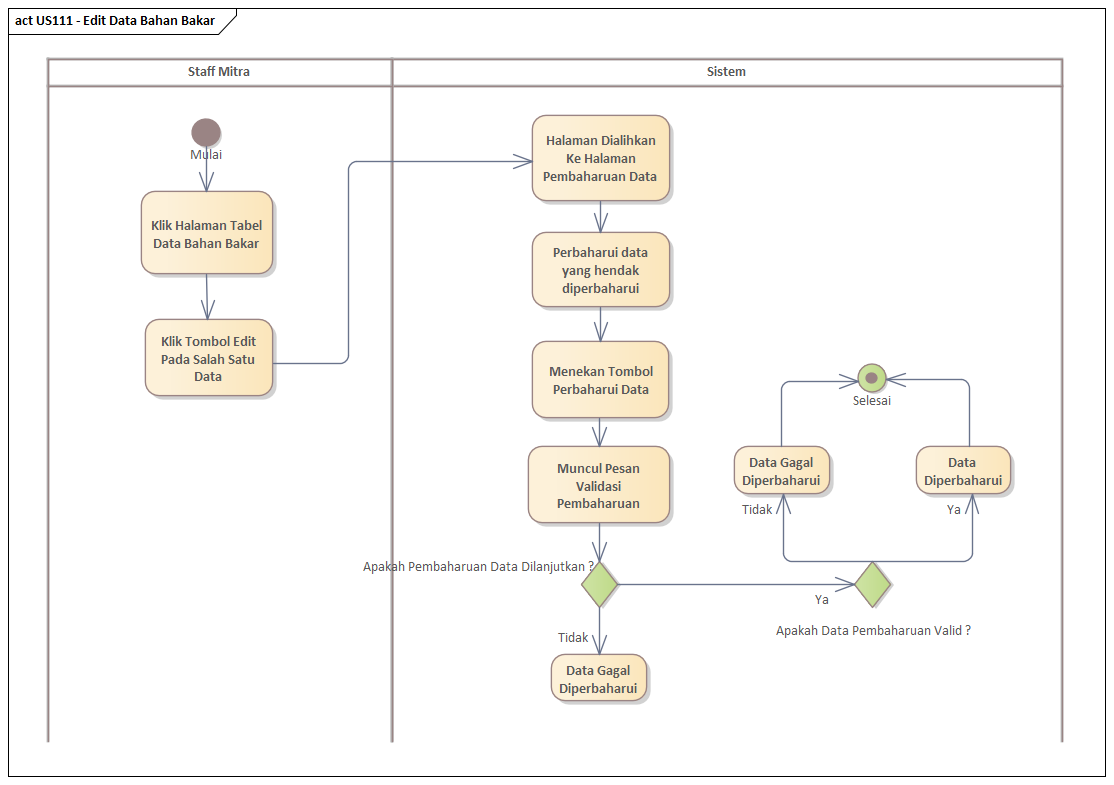 act US111 - Edit Data Bahan Bakar
Staff Mitra
Sistem
Mulai
Klik Halaman Tabel
Data Bahan Bakar
Klik Tombol Edit
Pada Salah Satu
Data
Halaman Dialihkan
Ke Halaman
Pembaharuan Data
Perbaharui data
yang hendak
diperbaharui
Menekan Tombol
Perbaharui Data
Muncul Pesan
Validasi
Pembaharuan
Apakah Pembaharuan Data Dilanjutkan ?
Tidak
Data Gagal
Diperbaharui
Ya
Apakah Data Pembaharuan Valid ?
Tidak
Data Gagal
Diperbaharui
Ya
Data
Diperbaharui
Selesai